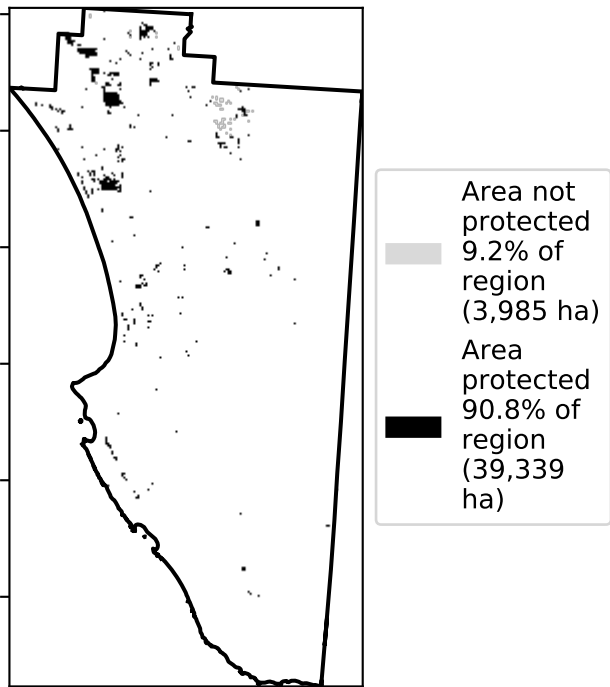 Area not
protected
9.2% of
region
(3,985 ha)
Area
protected
90.8% of
region
(39,339
ha)